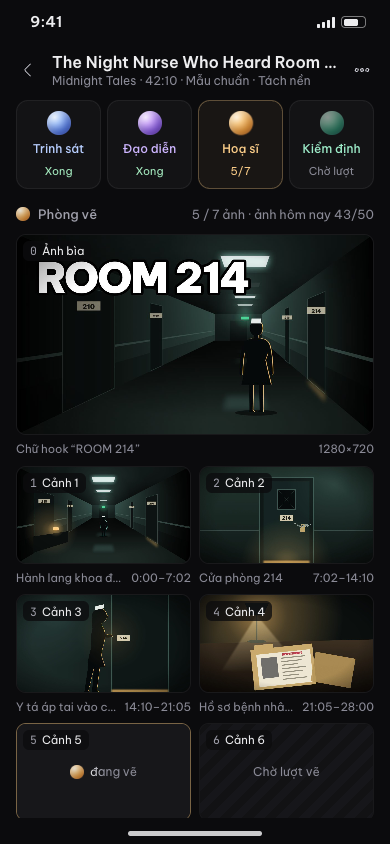 9:41
The Night Nurse Who Heard Room ...
Midnight Tales · 42:10 · Mẫu chuẩn · Tách nền
Trinh sát
Xong
Đạo diễn
Xong
Hoạ sĩ
5/7
Kiểm định
Chờ lượt
Phòng vẽ
5 / 7 ảnh · ảnh hôm nay 43/50
0 Ảnh bìa
ROOM 214
210
214
Chữ hook “ROOM 214”
1280×720
1 Cảnh 1
2 Cảnh 2
214
Hành lang khoa đ...
0:00–7:02
Cửa phòng 214
7:02–14:10
3 Cảnh 3
4 Cảnh 4
Y tá áp tai vào c...
14:10–21:05
Hồ sơ bệnh nhâ...
21:05–28:00
5 Cảnh 5
đang vẽ
6 Cảnh 6
Chờ lượt vẽ